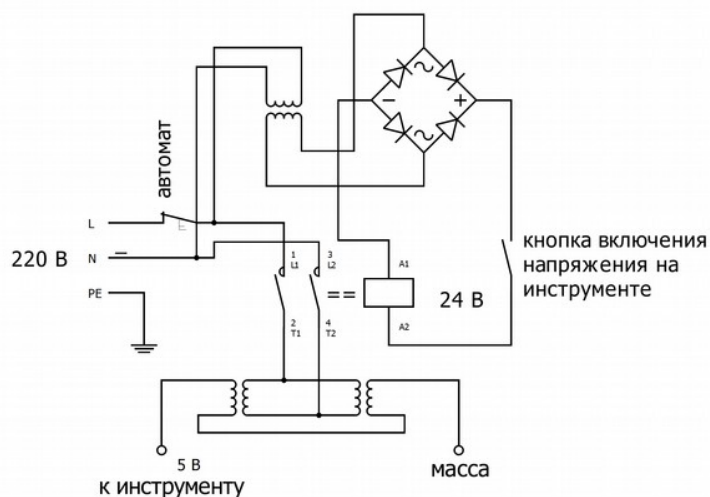 автомат
L
220 В
N
PE
1
L1
3
L2
2
T1
4
T2
A1
A2
24 В
кнопка включения
напряжения на
инструменте
5 В
к инструменту
масса